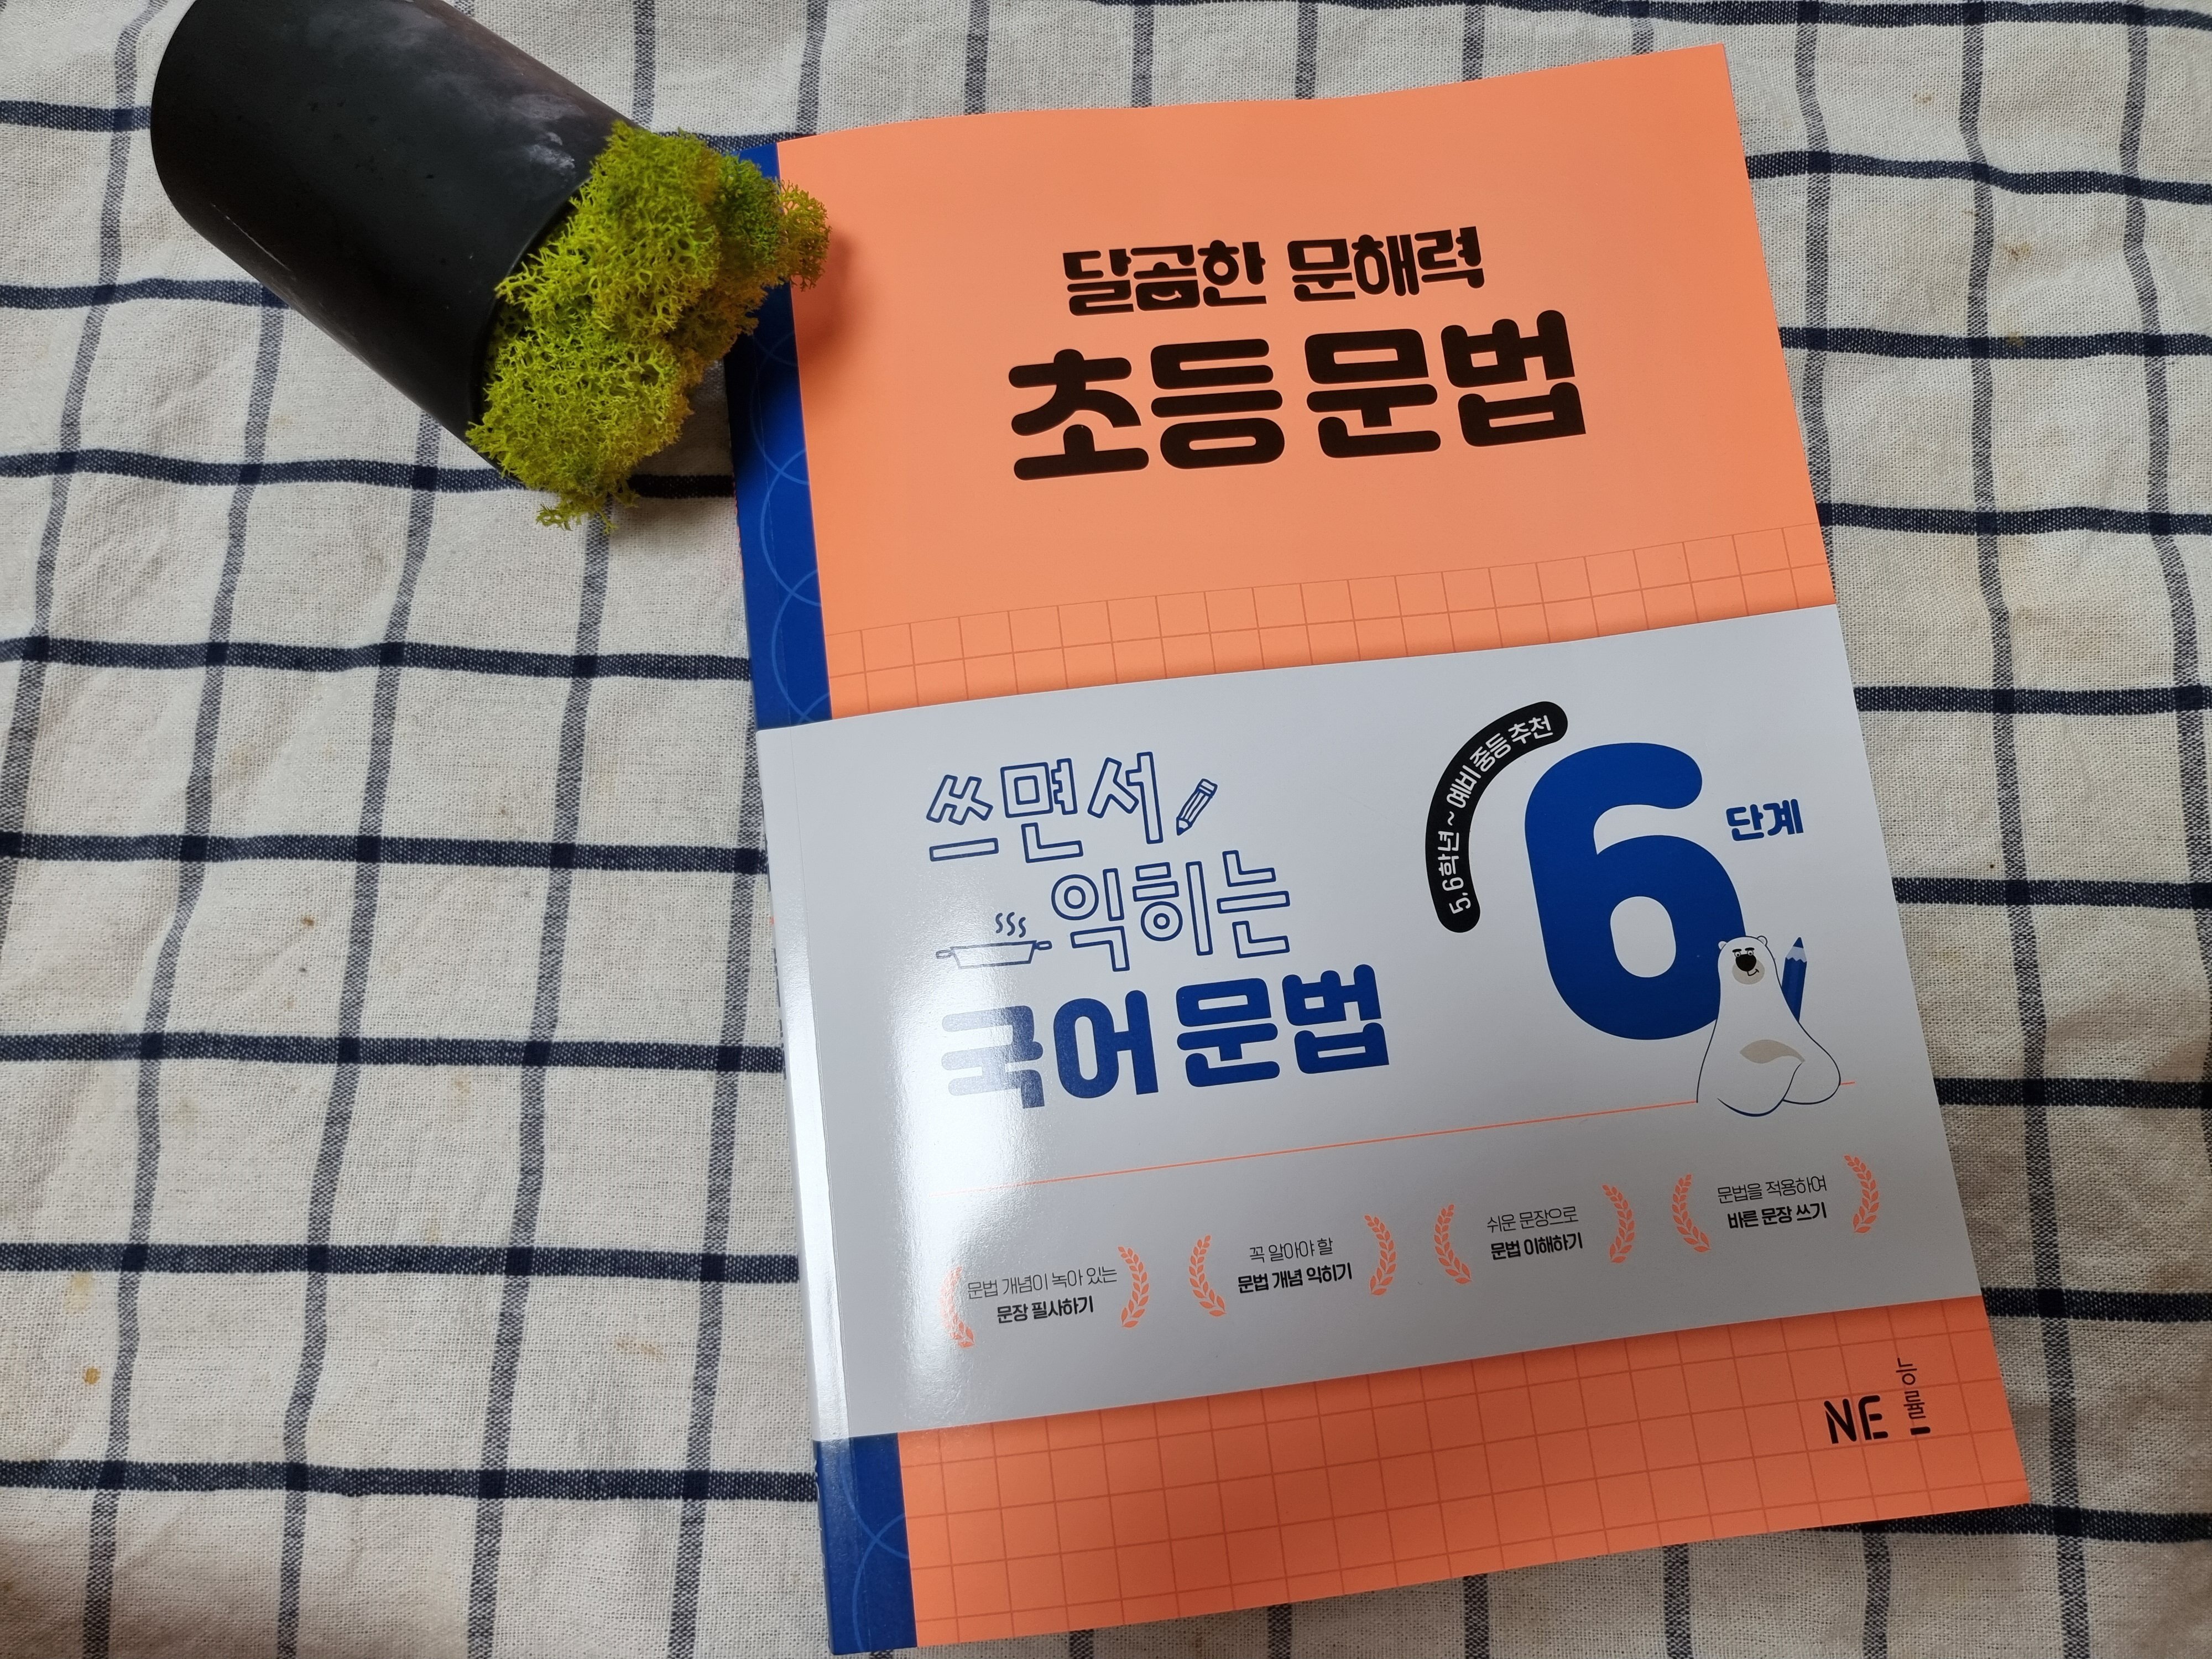 달곰한 문해력
초등 문법
쓰면서
익히는
국어 문법
5, 6학년 ~ 예비 중등 추천
6단계
문법 개념이 녹아 있는
문장 필사하기
꼭 알아야 할
문법 개념 익히기
쉬운 문장으로
문법 이해하기
문법을 적용하여
바른 문장 쓰기
NE 능률